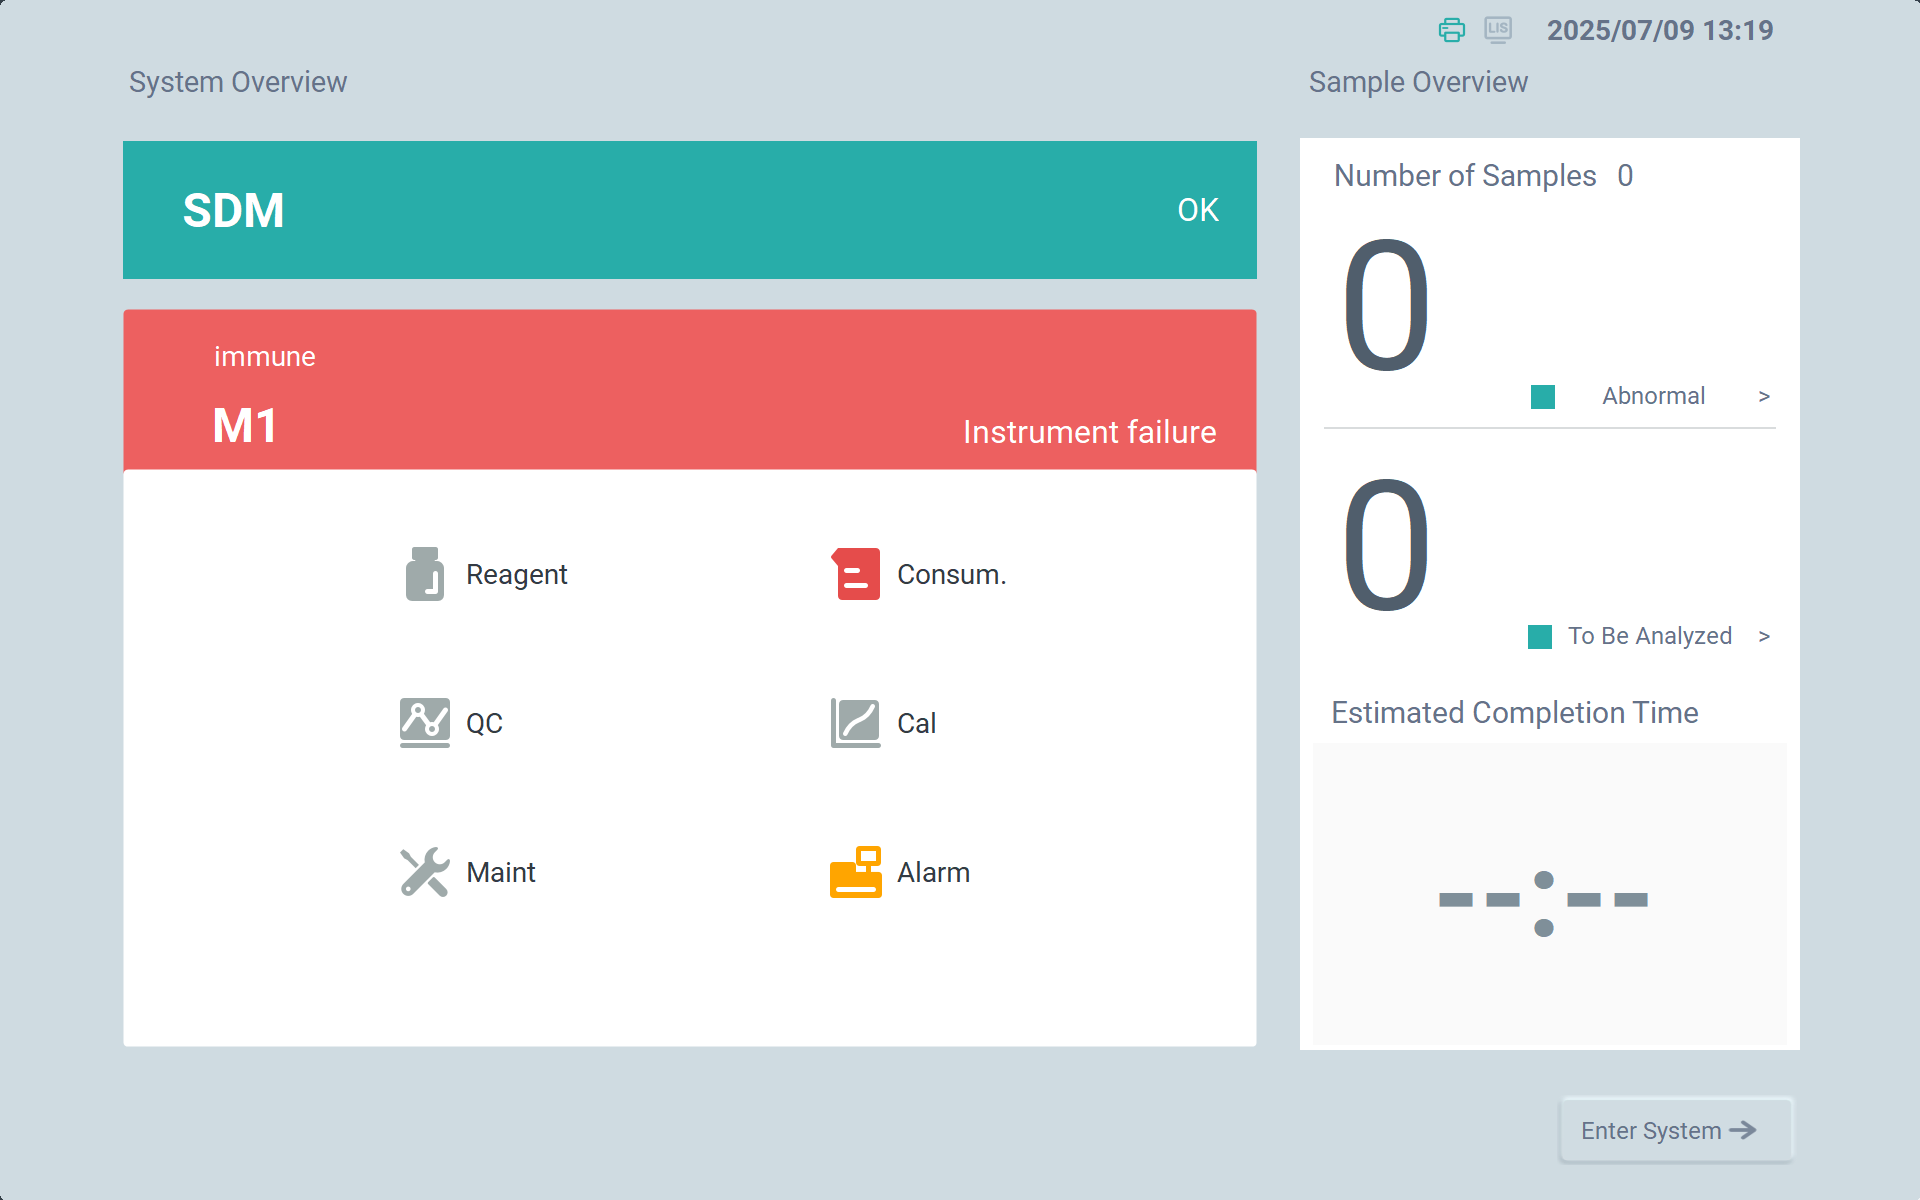 LIS
2025/07/09 13:19
System Overview
Sample Overview
SDM
OK
immune
M1
Instrument failure
Reagent
Consum.
QC
Cal
Maint
Alarm
Number of Samples 0
0
Abnormal >
0
To Be Analyzed >
Estimated Completion Time
--:--
Enter System